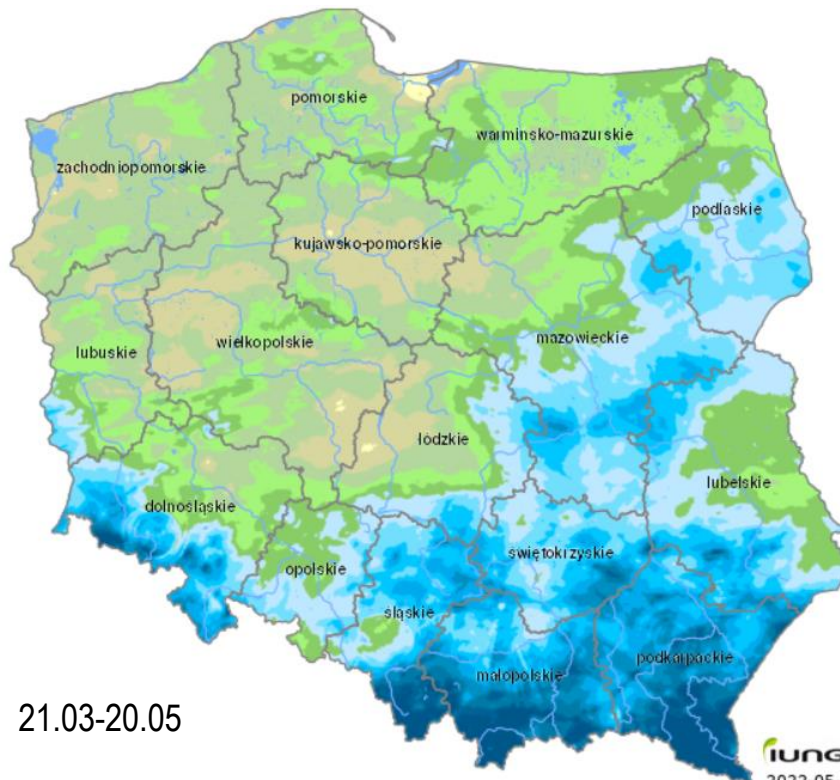 pomorskie
warmińsko-mazurskie
zachodniopomorskie
podlaskie
kujawsko-pomorskie
mazowieckie
wielkopolskie
lubuskie
łódzkie
lubelskie
dolnośląskie
świętokrzyskie
opolskie
śląskie
podkarpackie
małopolskie
21.03-20.05
IUNG